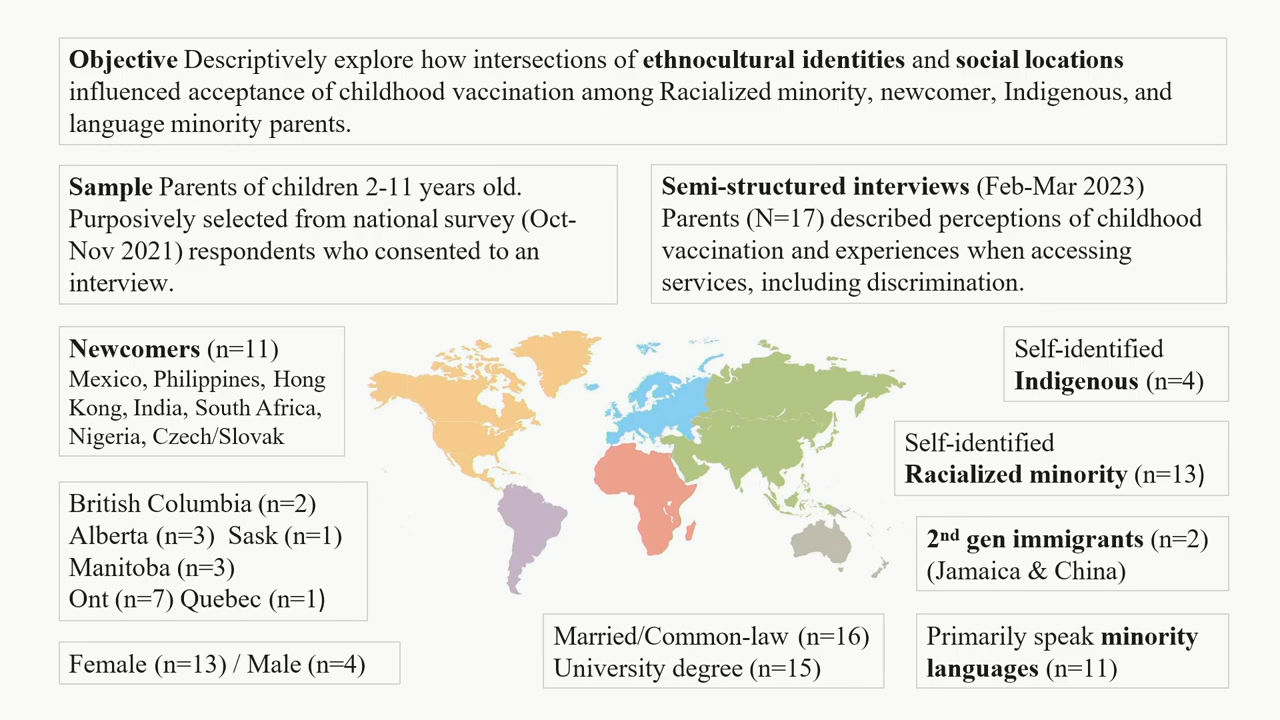 Objective Descriptively explore how intersections of ethnocultural identities and social locations
influenced acceptance of childhood vaccination among Racialized minority, newcomer, Indigenous, and
language minority parents.
Sample Parents of children 2-11 years old.
Purposively selected from national survey (Oct-
Nov 2021) respondents who consented to an
interview.
Semi-structured interviews (Feb-Mar 2023)
Parents (N=17) described perceptions of childhood
vaccination and experiences when accessing
services, including discrimination.
Newcomers (n=11)
Mexico, Philippines, Hong
Kong, India, South Africa,
Nigeria, Czech/Slovak
Self-identified
Indigenous (n=4)
Self-identified
Racialized minority (n=13)
British Columbia (n=2)
Alberta (n=3) Sask (n=1)
Manitoba (n=3)
Ont (n=7) Quebec (n=1)
2nd gen immigrants (n=2)
(Jamaica & China)
Female (n=13) / Male (n=4)
Married/Common-law (n=16)
University degree (n=15)
Primarily speak minority
languages (n=11)